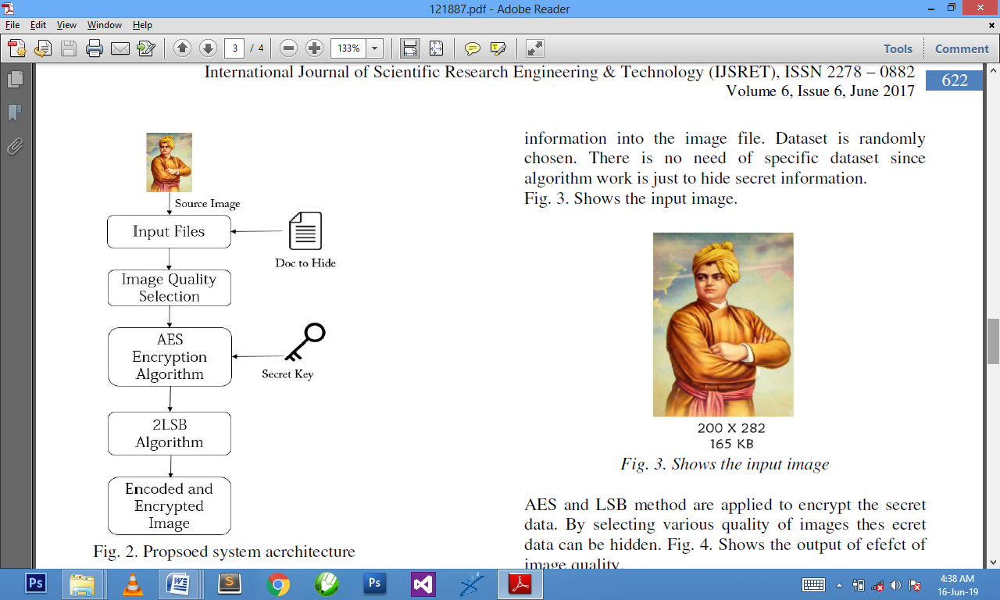 121887.pdf - Adobe Reader
File Edit View Window Help
3 / 4 133% Tools Comment
International Journal of Scientific Research Engineering & Technology (IJSRET), ISSN 2278 – 0882
Volume 6, Issue 6, June 2017
622
Source Image
Input Files
Doc to Hide
Image Quality
Selection
AES
Encryption
Algorithm
Secret Key
2LSB
Algorithm
Encoded and
Encrypted
Image
Fig. 2. Propsoed system acrchitecture
information into the image file. Dataset is randomly
chosen. There is no need of specific dataset since
algorithm work is just to hide secret information.
Fig. 3. Shows the input image.
200 X 282
165 KB
Fig. 3. Shows the input image
AES and LSB method are applied to encrypt the secret
data. By selecting various quality of images thes ecret
data can be hidden. Fig. 4. Shows the output of efefct of
image quality.
Ps
W
S
Ps
4:38 AM
16-Jun-19